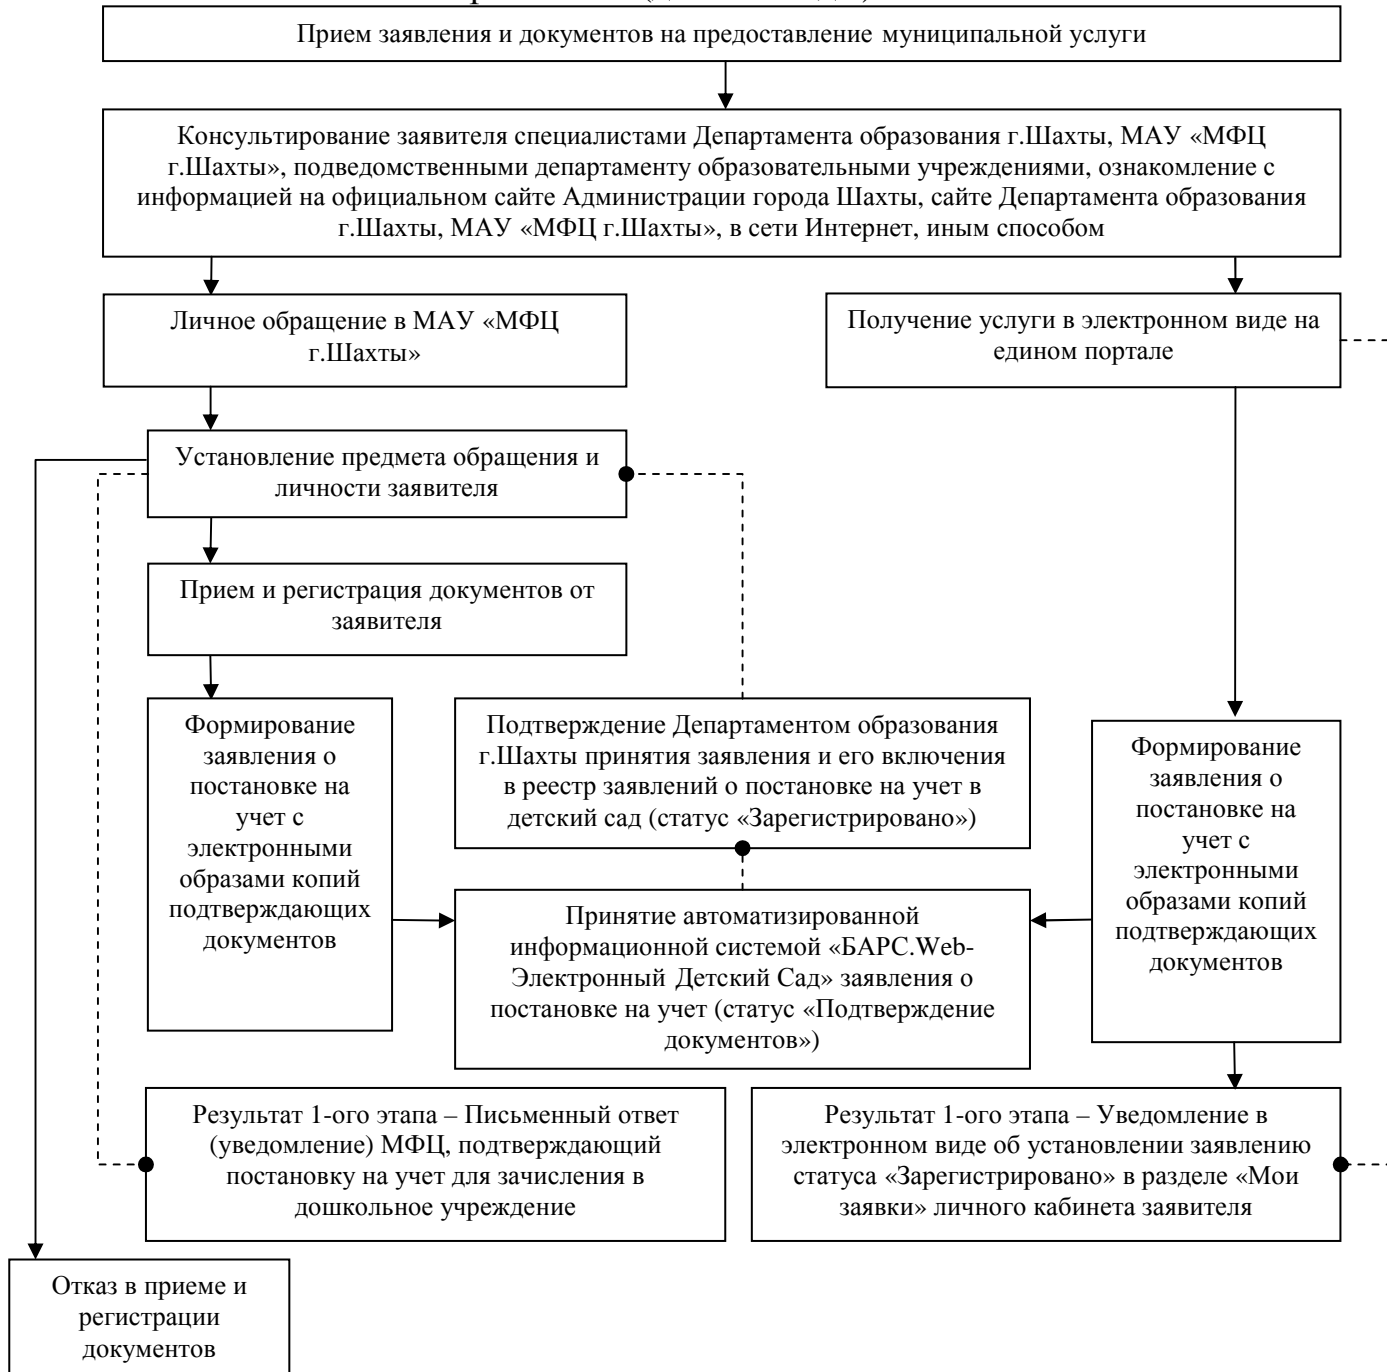 Прием заявления и документов на предоставление муниципальной услуги
Консультирование заявителя специалистами Департамента образования г.Шахты, МАУ «МФЦ
г.Шахты», подведомственными департаменту образовательными учреждениями, ознакомление с
информацией на официальном сайте Администрации города Шахты, сайте Департамента образования
г.Шахты, МАУ «МФЦ г.Шахты», в сети Интернет, иным способом
Личное обращение в МАУ «МФЦ
г.Шахты»
Получение услуги в электронном виде на
едином портале
Установление предмета обращения и
личности заявителя
Прием и регистрация документов от
заявителя
Формирование
заявления о
постановке на
учет с
электронными
образами копий
подтверждающих
документов
Подтверждение Департаментом образования
г.Шахты принятия заявления и его включения
в реестр заявлений о постановке на учет в
детский сад (статус «Зарегистрировано»)
Формирование
заявления о
постановке на
учет с
электронными
образами копий
подтверждающих
документов
Принятие автоматизированной
информационной системой «БАРС.Web-
Электронный Детский Сад» заявления о
постановке на учет (статус «Подтверждение
документов»)
Результат 1-ого этапа – Письменный ответ
(уведомление) МФЦ, подтверждающий
постановку на учет для зачисления в
дошкольное учреждение
Результат 1-ого этапа – Уведомление в
электронном виде об установлении заявлению
статуса «Зарегистрировано» в разделе «Мои
заявки» личного кабинета заявителя
Отказ в приеме и
регистрации
документов